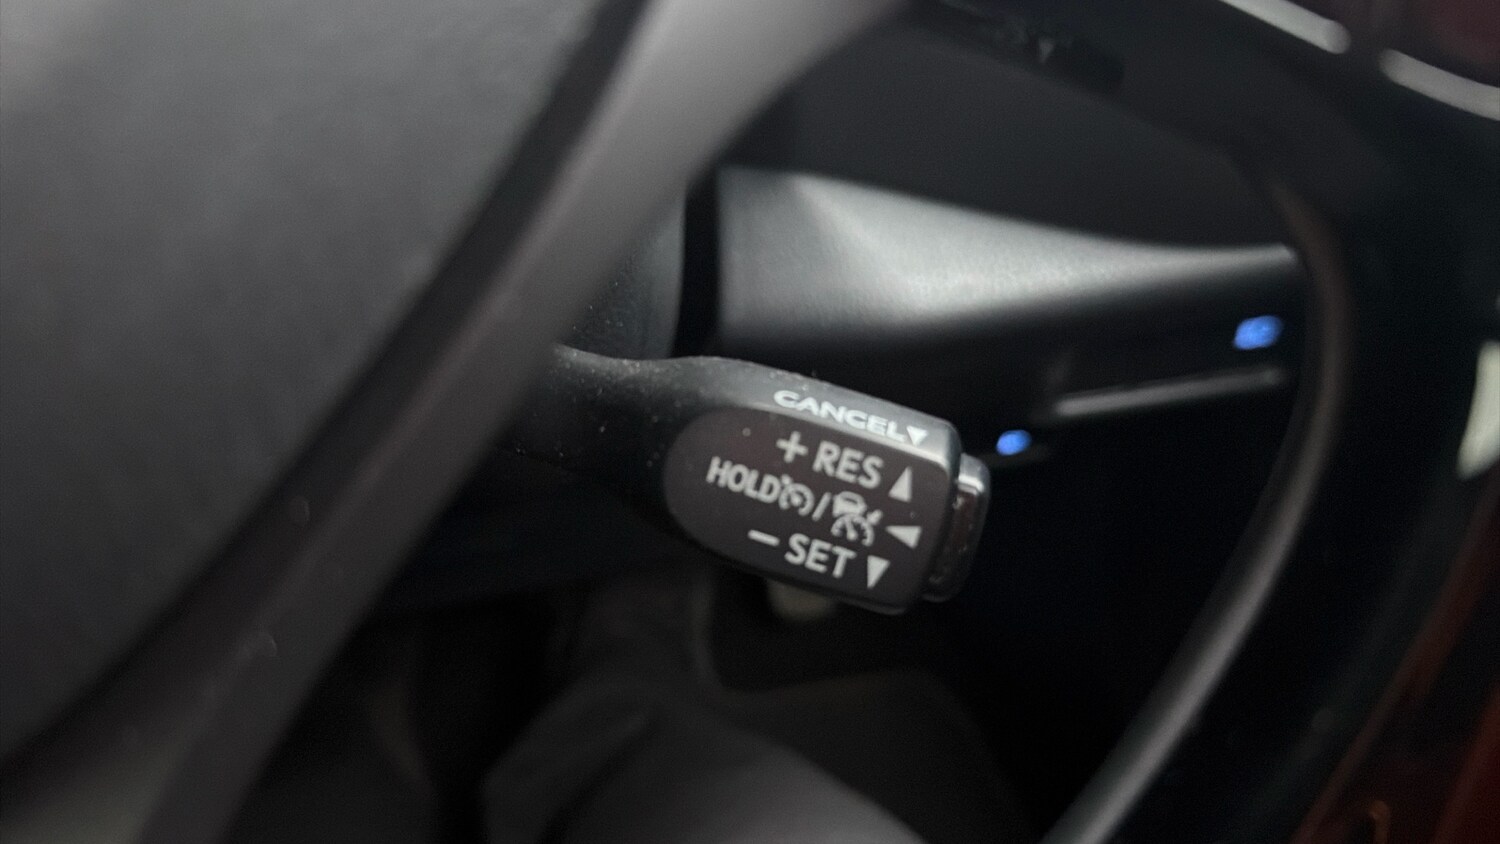 CANCEL▼
+ RES ▲
HOLD / ◀
− SET ▼